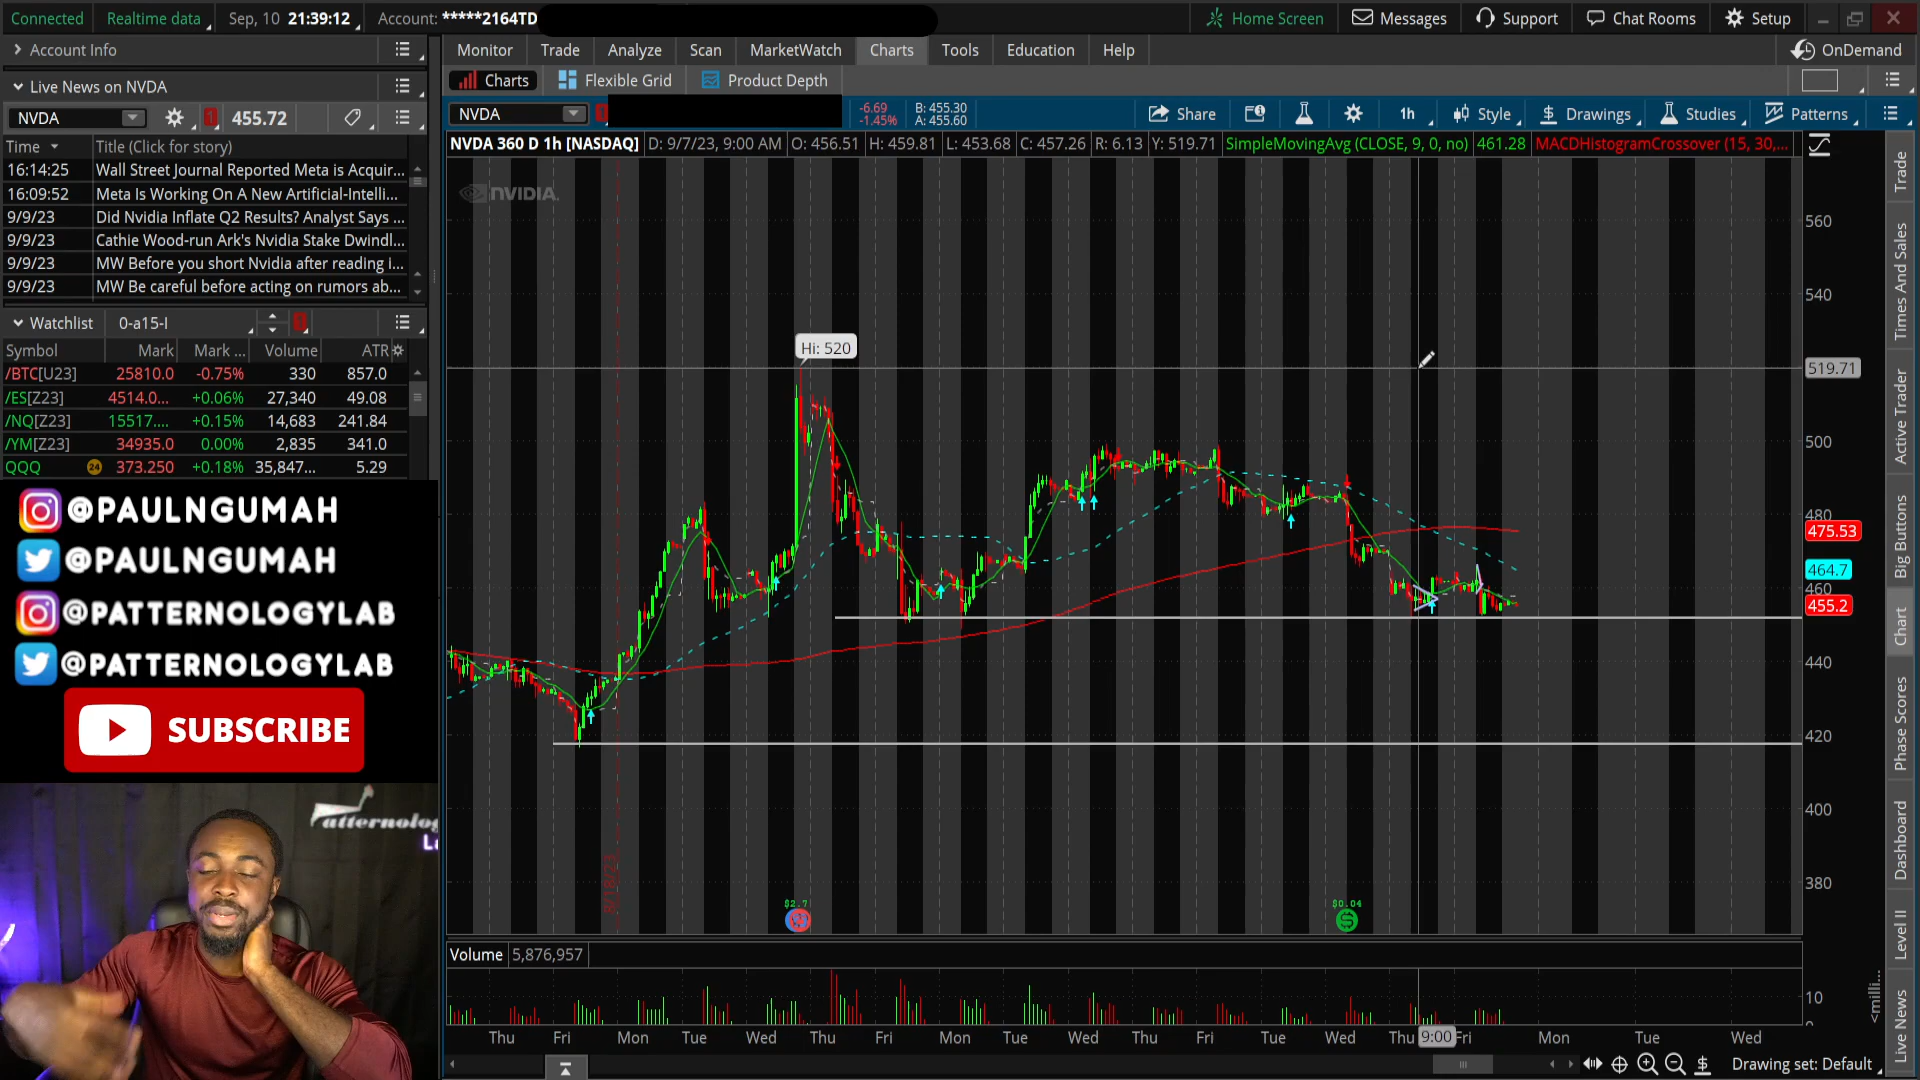 Connected Realtime data Sep, 10 21:39:12 Account: *****2164TD Home Screen Messages Support Chat Rooms Setup
Account Info Monitor Trade Analyze Scan MarketWatch Charts Tools Education Help OnDemand
Live News on NVDA Charts Flexible Grid Product Depth
NVDA 455.72 NVDA -6.69 -1.45% B: 455.30 A: 455.60 Share 1h Style Drawings Studies Patterns
NVDA 360 D 1h [NASDAQ] D: 9/7/23, 9:00 AM O: 456.51 H: 459.81 L: 453.68 C: 457.26 R: 6.13 Y: 519.71 SimpleMovingAvg (CLOSE, 9, 0, no) 461.28 MACDHistogramCrossover (15, 30,...
Time Title (Click for story)
16:14:25 Wall Street Journal Reported Meta is Acquir...
16:09:52 Meta Is Working On A New Artificial-Intelli...
9/9/23 Did Nvidia Inflate Q2 Results? Analyst Says ...
9/9/23 Cathie Wood-run Ark's Nvidia Stake Dwindl...
9/9/23 MW Before you short Nvidia after reading i...
9/9/23 MW Be careful before acting on rumors ab...
Watchlist 0-a15-I
Symbol Mark Mark ... Volume ATR
/BTC[U23] 25810.0 -0.75% 330 857.0
/ES[Z23] 4514.0... +0.06% 27,340 49.08
/NQ[Z23] 15517.... +0.15% 14,683 241.84
/YM[Z23] 34935.0 0.00% 2,835 341.0
QQQ 24 373.250 +0.18% 35,847... 5.29
@PAULNGUMAH
@PAULNGUMAH
@PATTERNOLOGYLAB
@PATTERNOLOGYLAB
SUBSCRIBE
NVIDIA.
Hi: 520
560
540
519.71
500
480
475.53
464.7
460
455.2
440
420
400
380
8/18/23
$2.7
$0.04
Volume 5,876,957
10
<milli...
Thu Fri Mon Tue Wed Thu Fri Mon Tue Wed Thu Fri Tue Wed Thu 9:00 Fri Mon Tue Wed
Drawing set: Default
Trade
Times And Sales
Active Trader
Big Buttons
Chart
Phase Scores
Dashboard
Level II
Live News